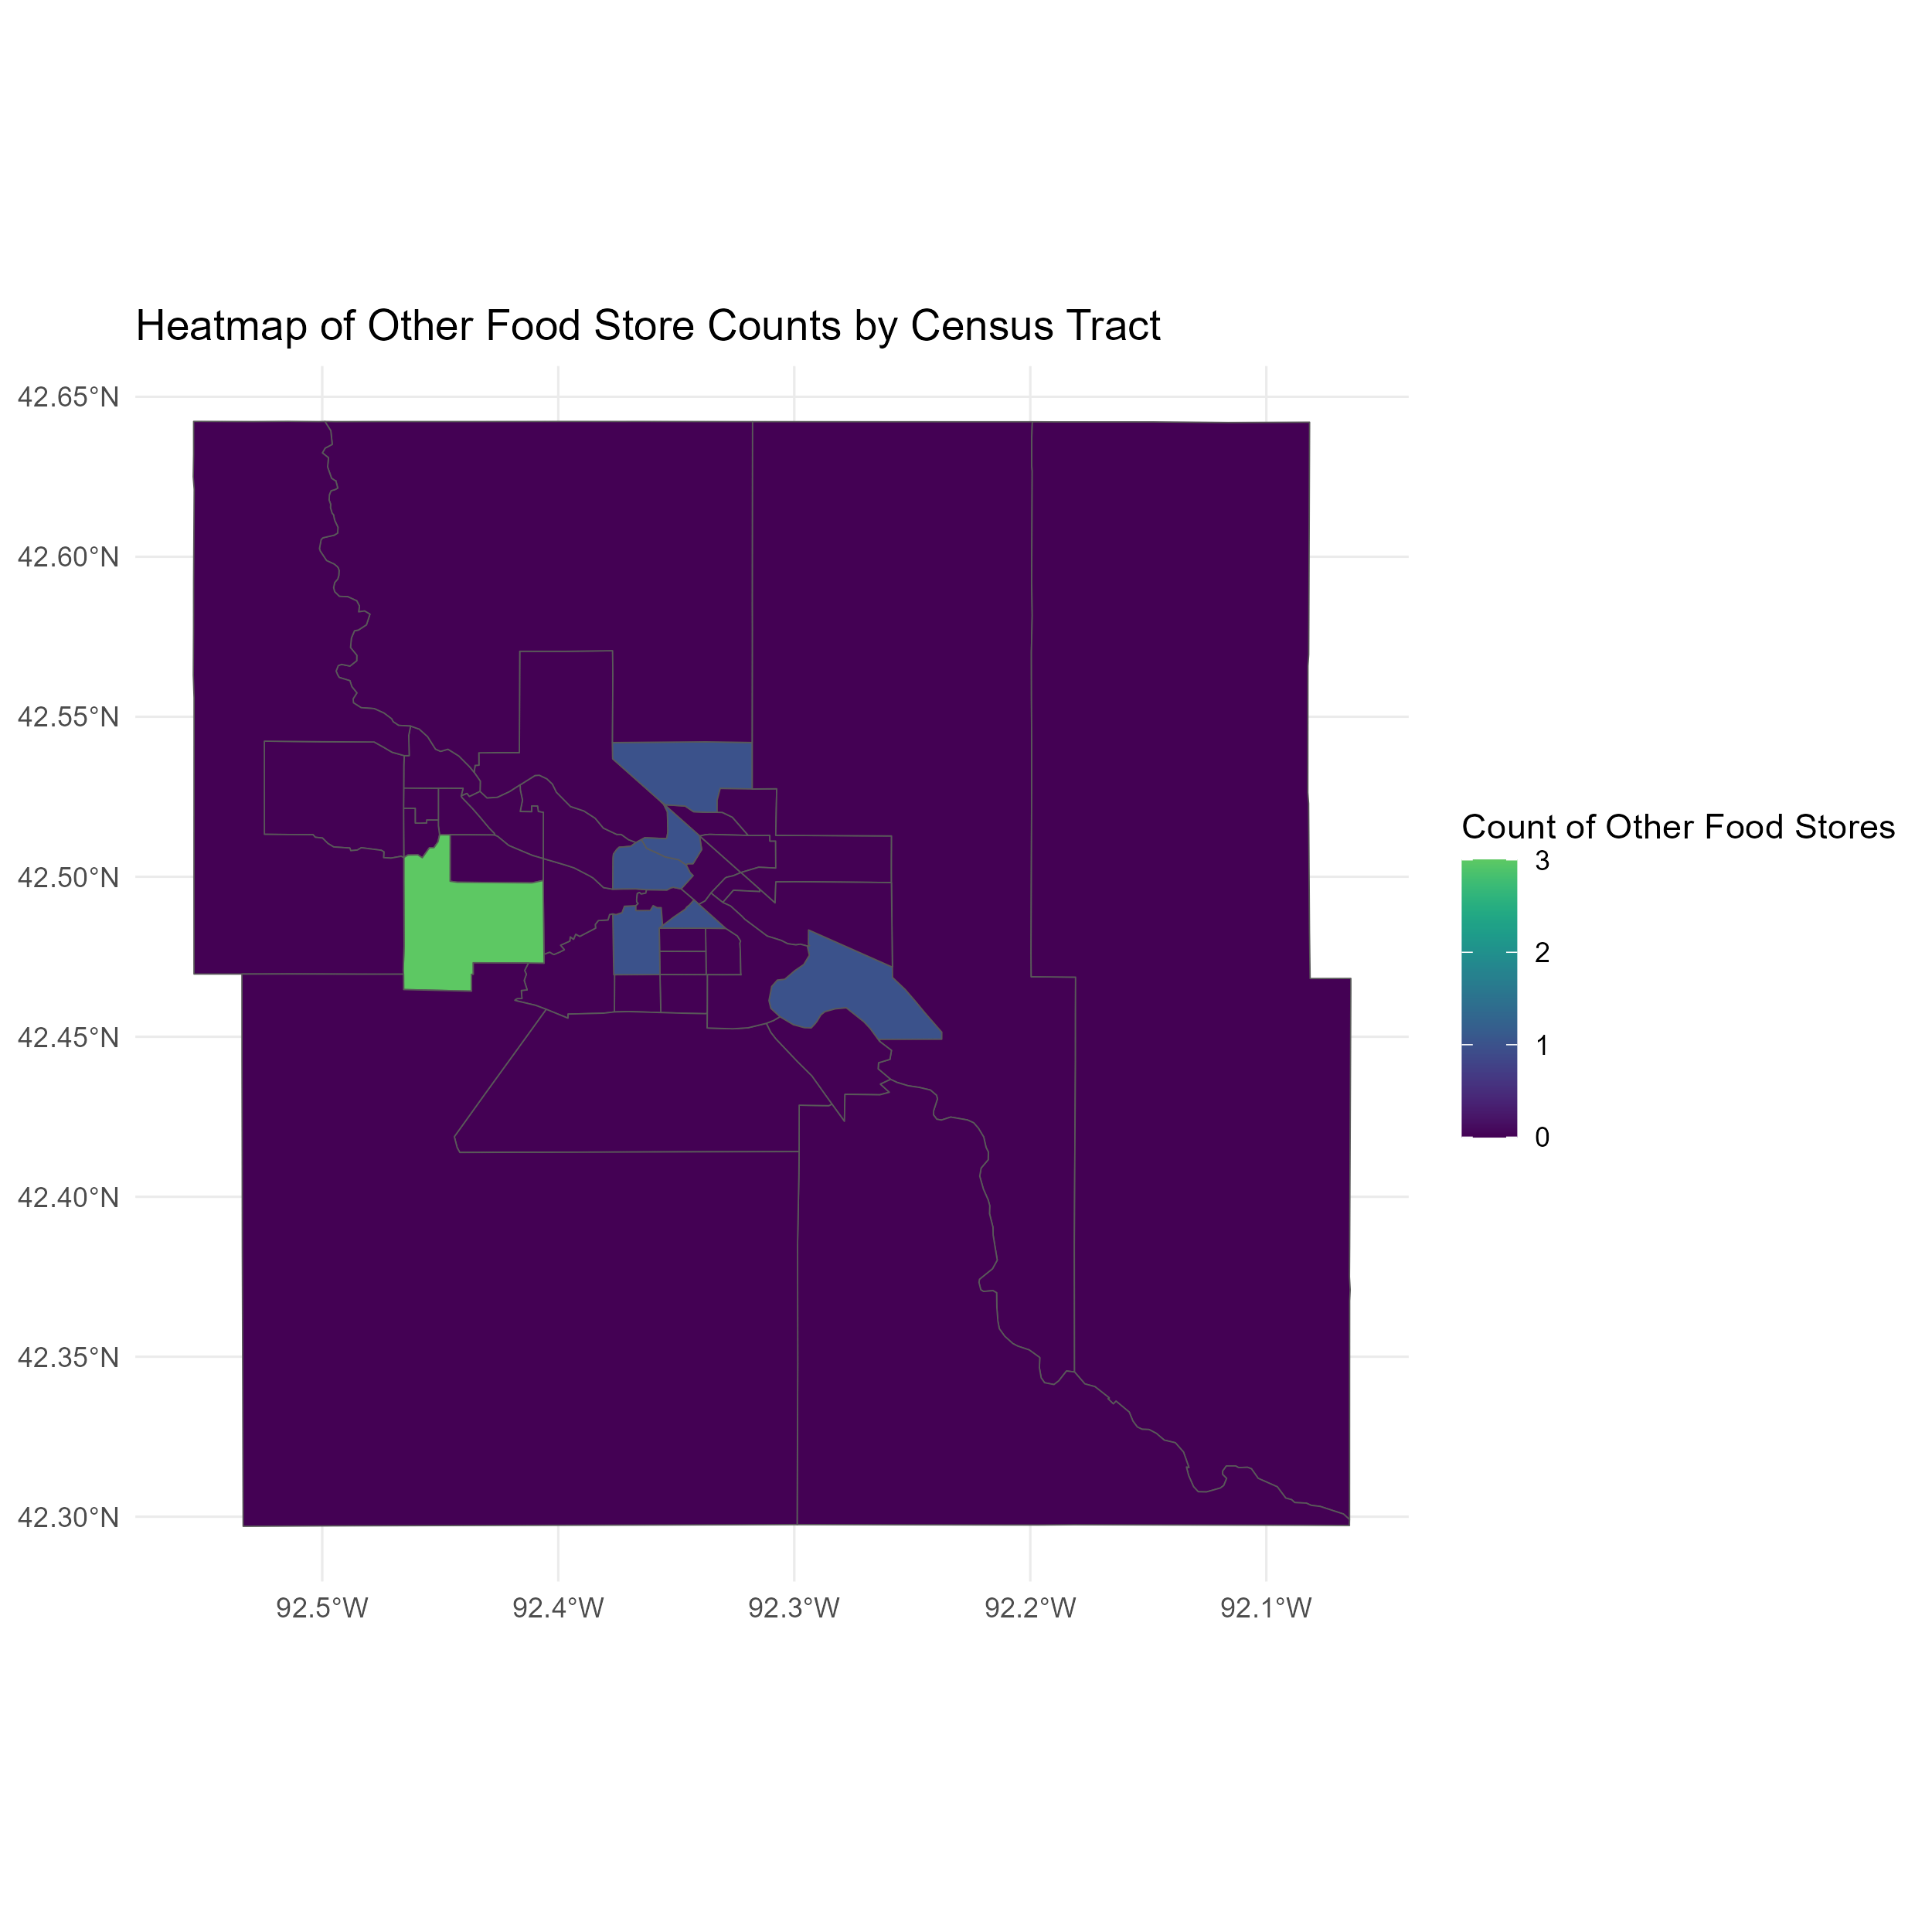 Heatmap of Other Food Store Counts by Census Tract
42.65°N
42.60°N
42.55°N
42.50°N
42.45°N
42.40°N
42.35°N
42.30°N
92.5°W 92.4°W 92.3°W 92.2°W 92.1°W
Count of Other Food Stores
3
2
1
0